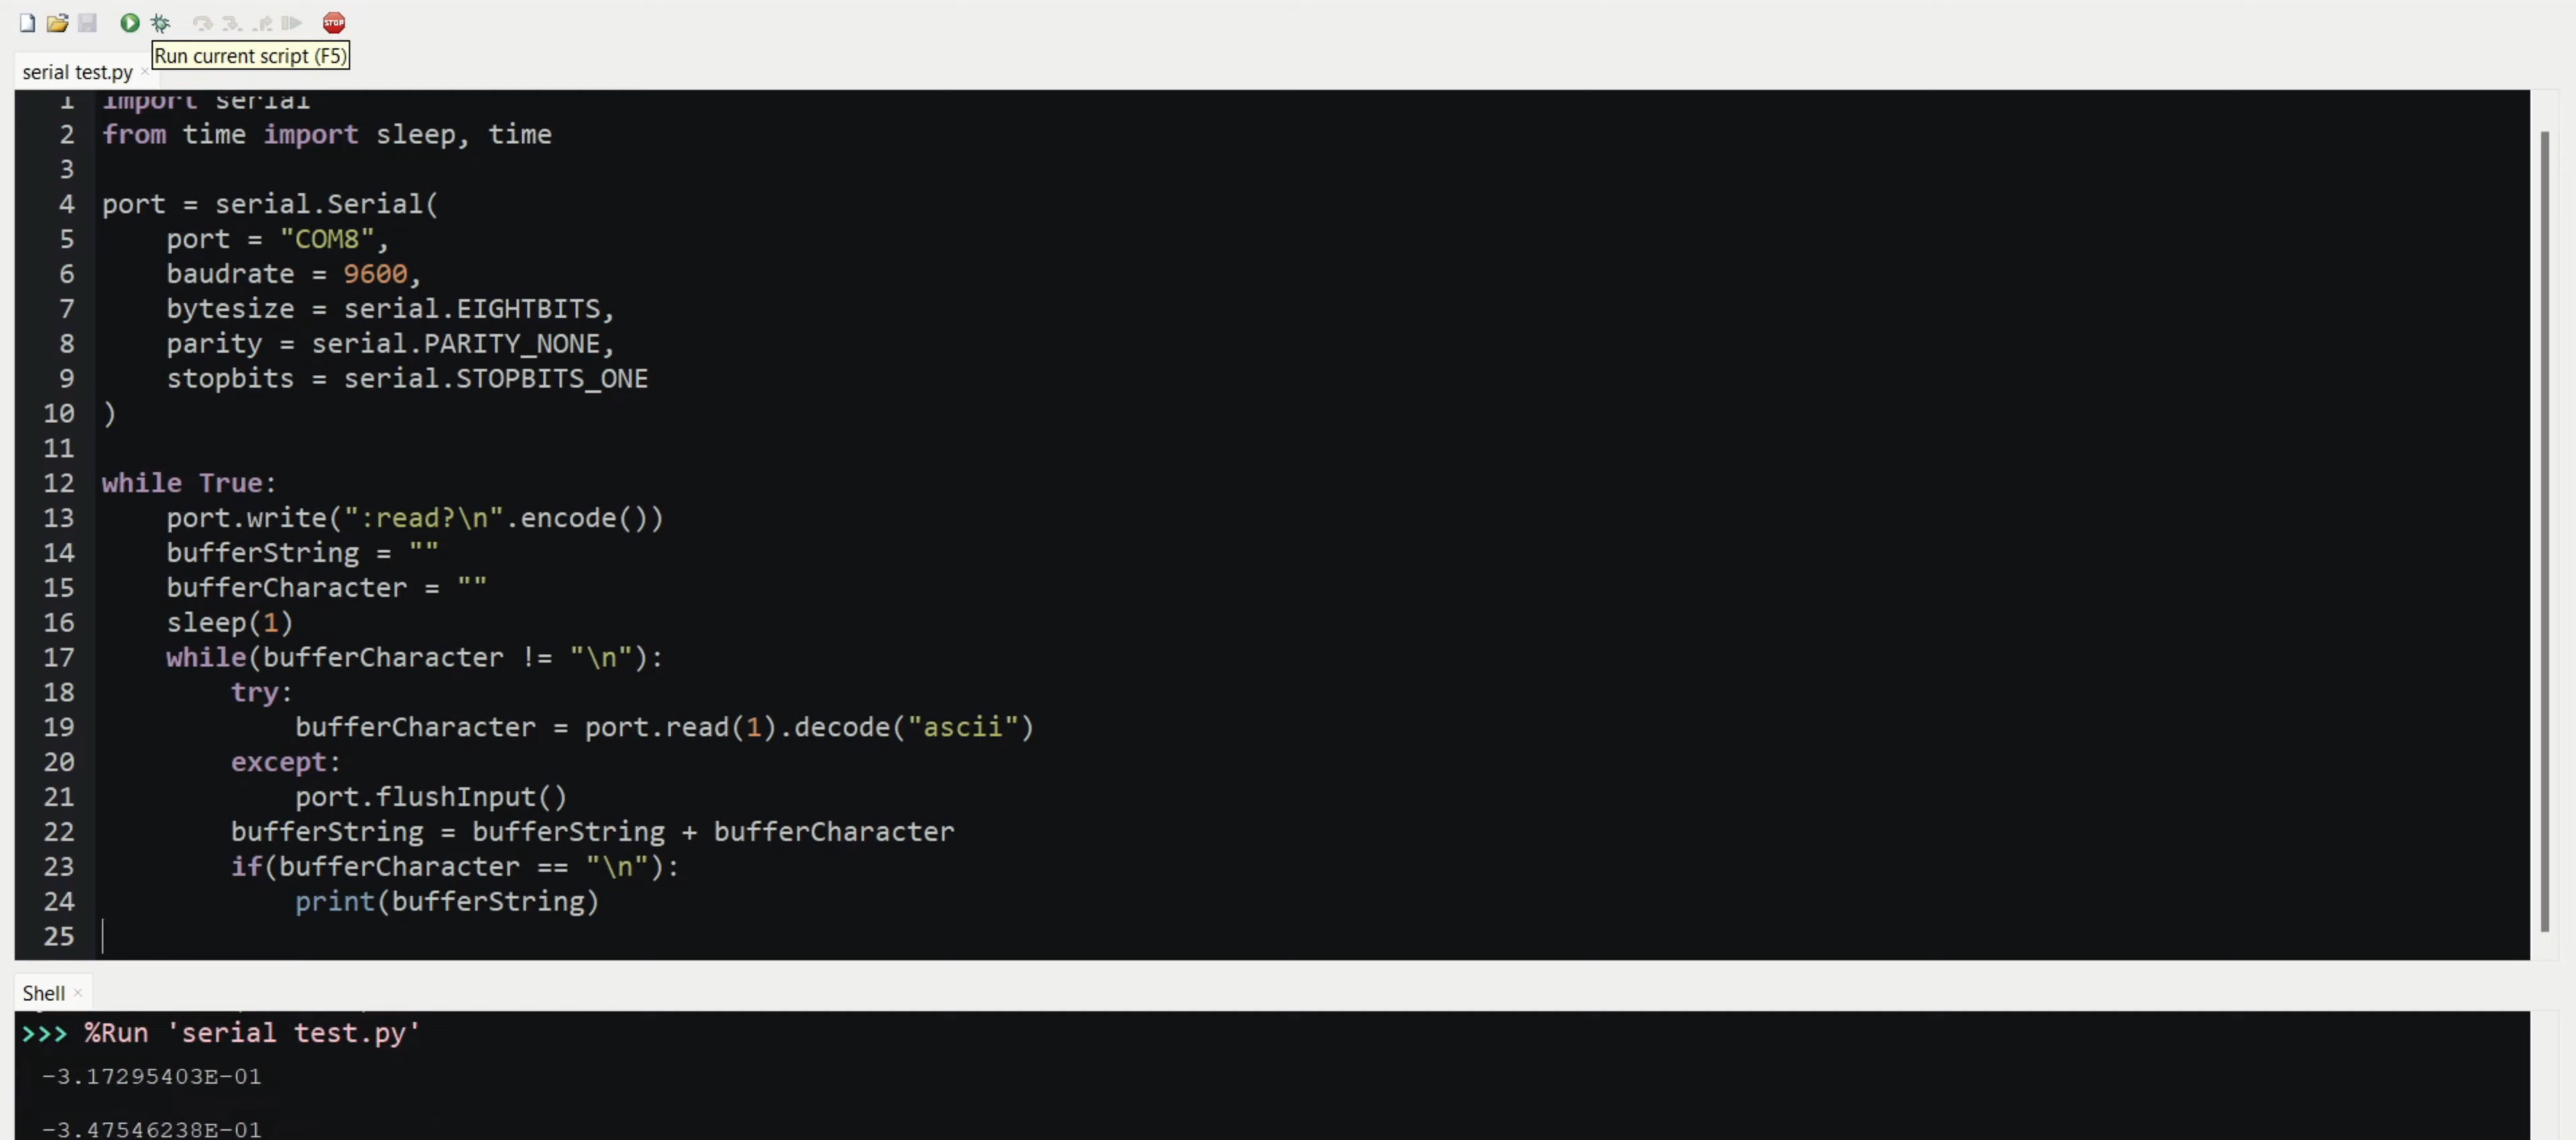 STOP
Run current script (F5)
serial test.py ×
1 import serial
2 from time import sleep, time
3
4 port = serial.Serial(
5     port = "COM8",
6     baudrate = 9600,
7     bytesize = serial.EIGHTBITS,
8     parity = serial.PARITY_NONE,
9     stopbits = serial.STOPBITS_ONE
10 )
11
12 while True:
13     port.write(":read?\n".encode())
14     bufferString = ""
15     bufferCharacter = ""
16     sleep(1)
17     while(bufferCharacter != "\n"):
18         try:
19             bufferCharacter = port.read(1).decode("ascii")
20         except:
21             port.flushInput()
22         bufferString = bufferString + bufferCharacter
23         if(bufferCharacter == "\n"):
24             print(bufferString)
25
Shell ×
>>> %Run 'serial test.py'
-3.17295403E-01
-3.47546238E-01